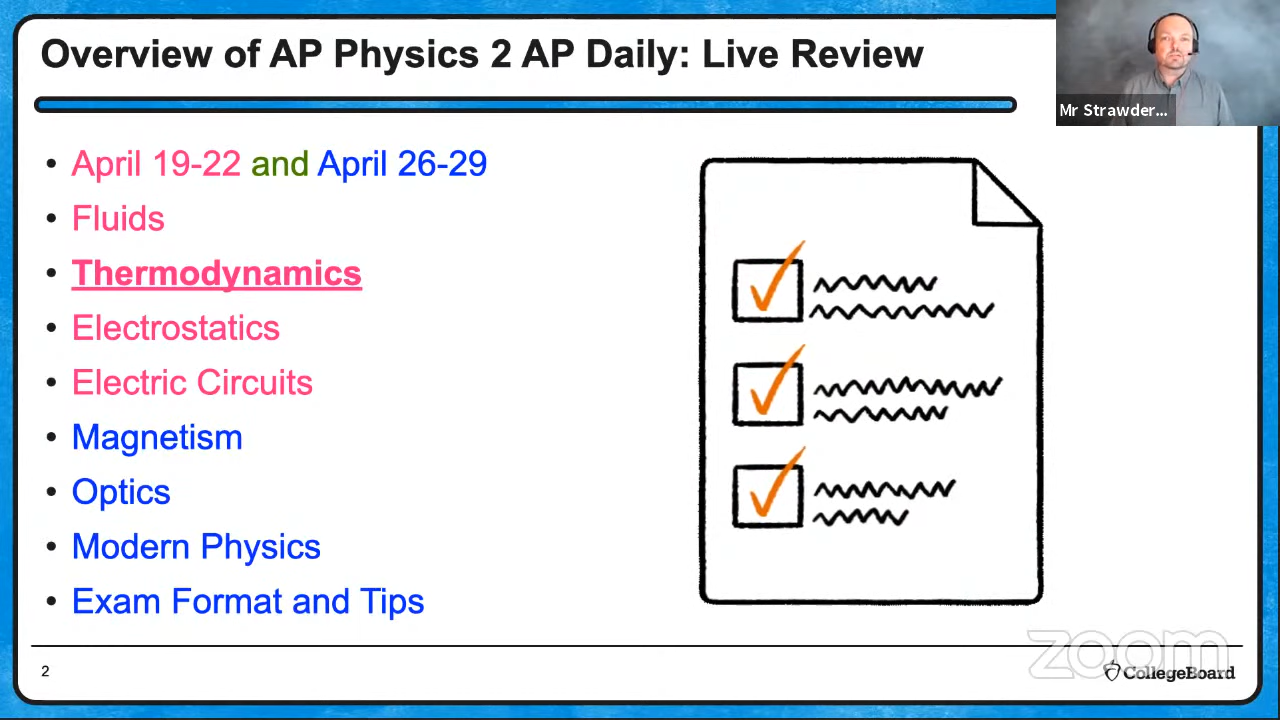 Overview of AP Physics 2 AP Daily: Live Review
Mr Strawder...
• April 19-22 and April 26-29
• Fluids
• Thermodynamics
• Electrostatics
• Electric Circuits
• Magnetism
• Optics
• Modern Physics
• Exam Format and Tips
zoom
2
CollegeBoard